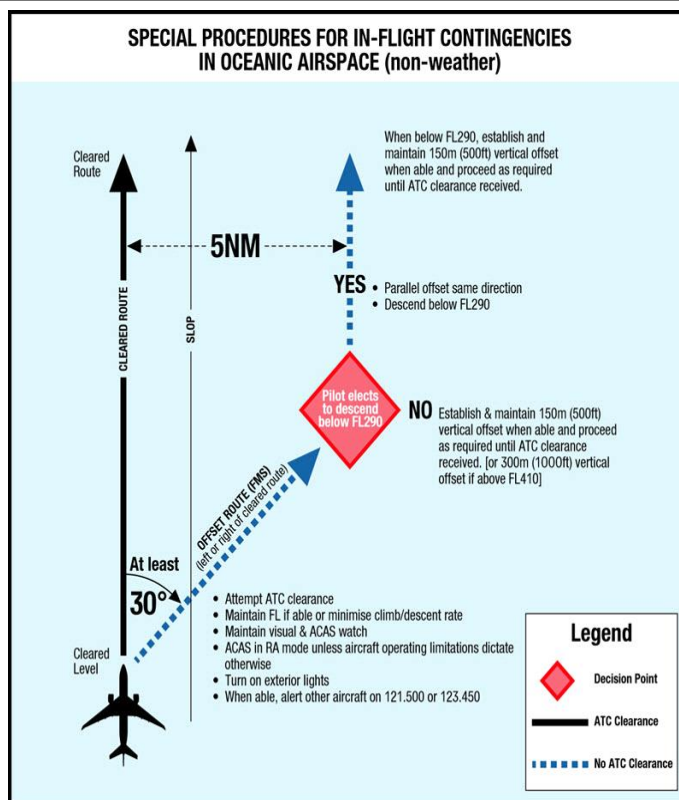 SPECIAL PROCEDURES FOR IN-FLIGHT CONTINGENCIES
IN OCEANIC AIRSPACE (non-weather)
Cleared
Route
When below FL290, establish and
maintain 150m (500ft) vertical offset
when able and proceed as required
until ATC clearance received.
5NM
CLEARED ROUTE
SLOP
YES
• Parallel offset same direction
• Descend below FL290
Pilot elects
to descend
below FL290
NO
Establish & maintain 150m (500ft)
vertical offset when able and proceed
as required until ATC clearance
received. [or 300m (1000ft) vertical
offset if above FL410]
OFFSET ROUTE (FMS)
(left or right of cleared route)
At least
30°
Cleared
Level
• Attempt ATC clearance
• Maintain FL if able or minimise climb/descent rate
• Maintain visual & ACAS watch
• ACAS in RA mode unless aircraft operating limitations dictate
otherwise
• Turn on exterior lights
• When able, alert other aircraft on 121.500 or 123.450
Legend
Decision Point
ATC Clearance
No ATC Clearance